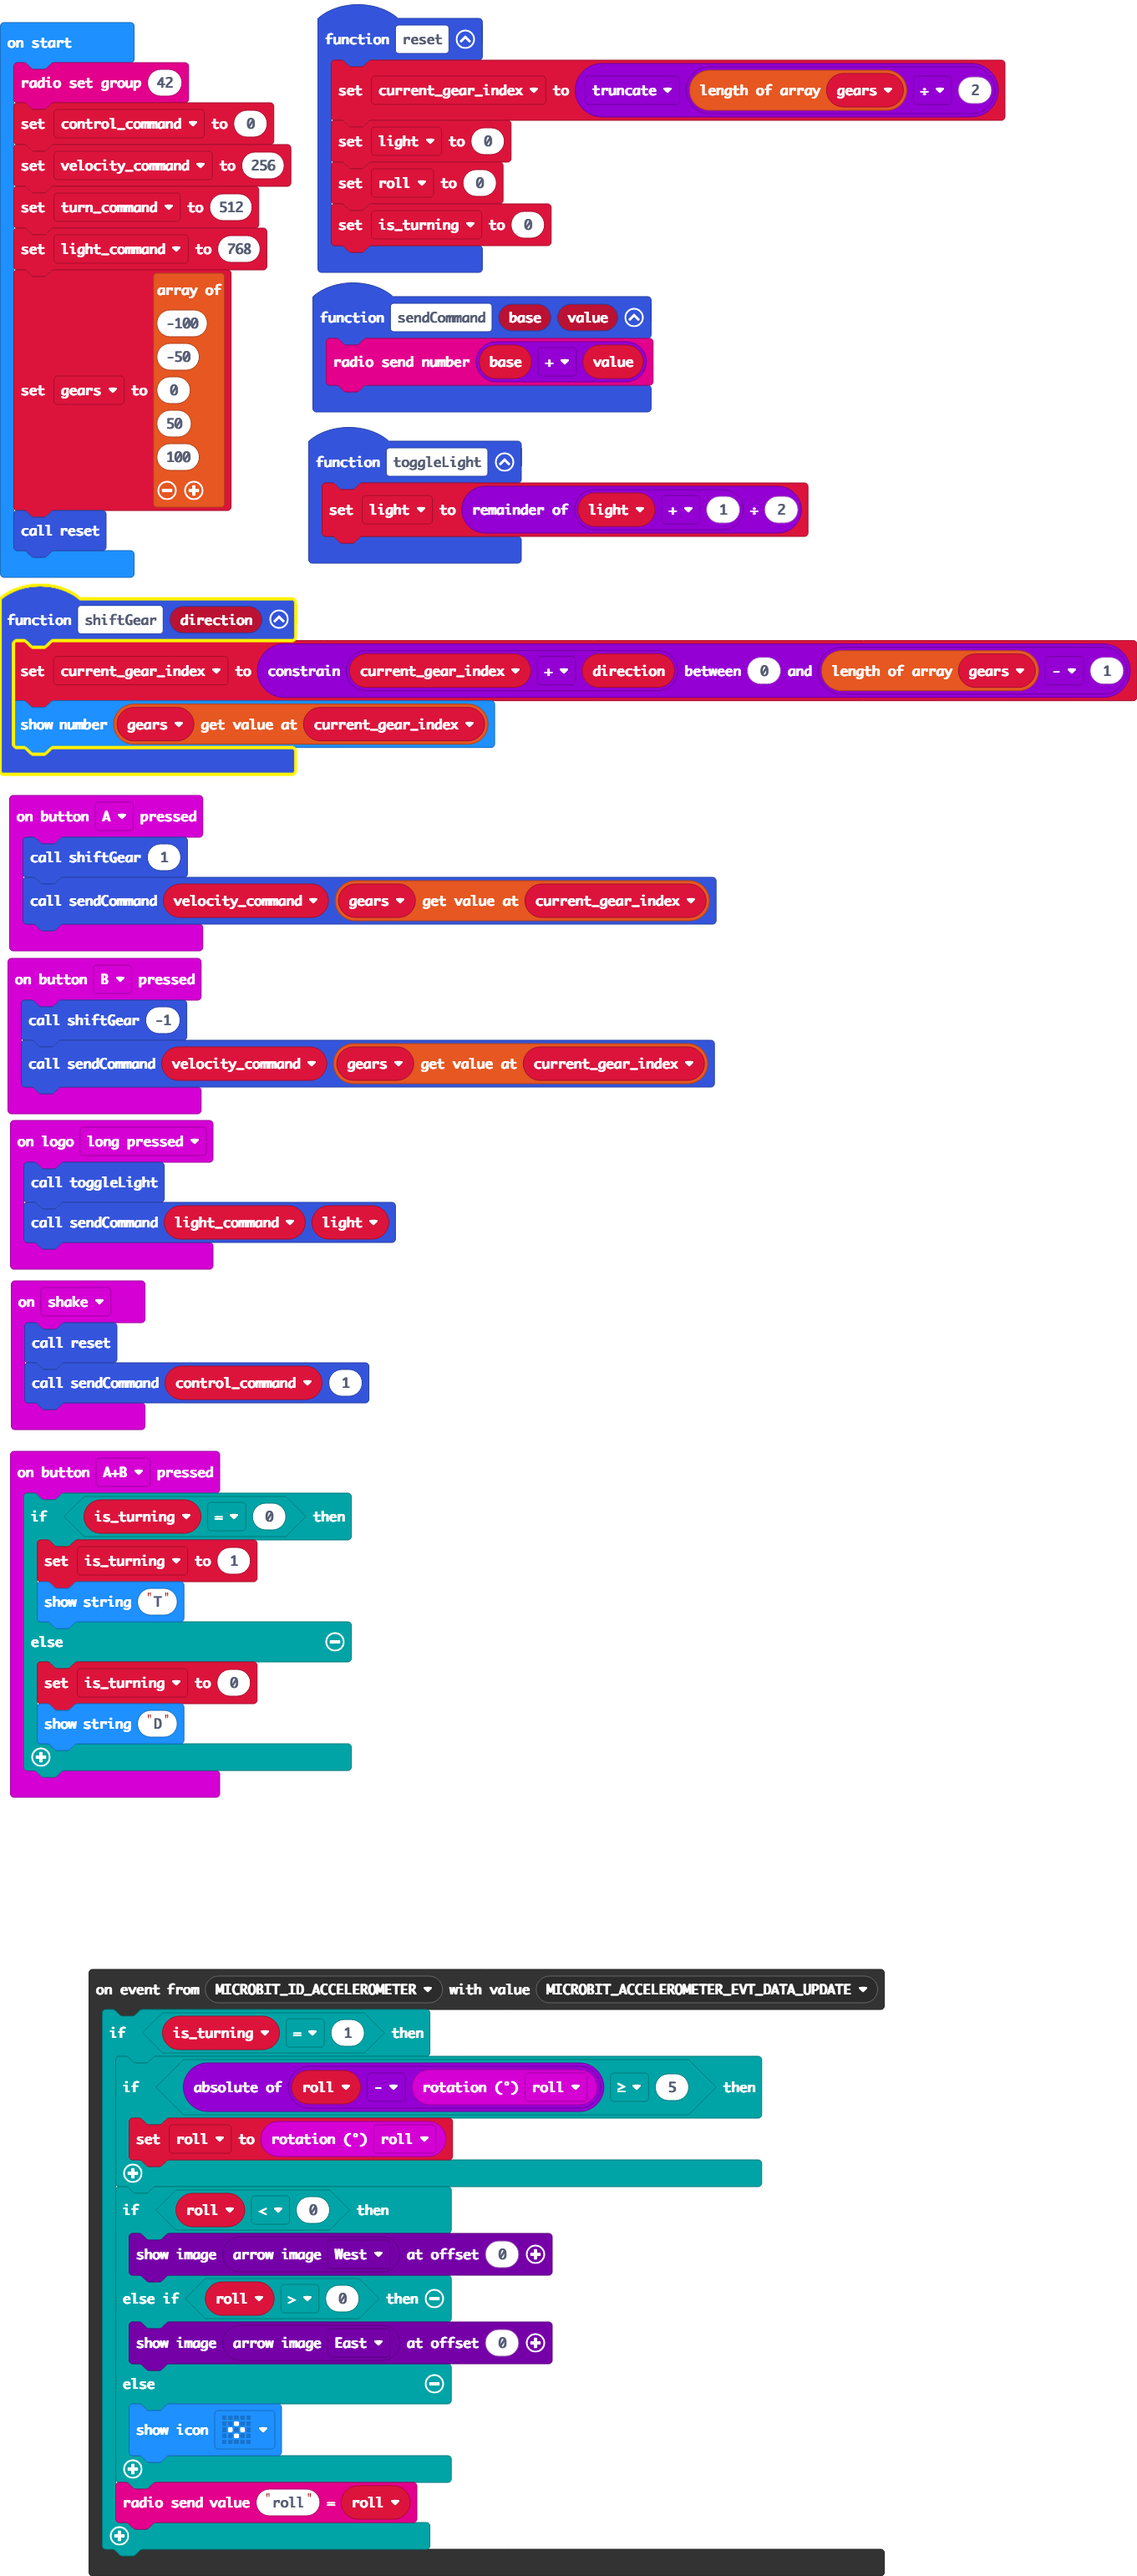 on start
radio set group 42
set control_command to 0
set velocity_command to 256
set turn_command to 512
set light_command to 768
set gears to array of
-100
-50
0
50
100
call reset
function reset
set current_gear_index to truncate length of array gears ÷ 2
set light to 0
set roll to 0
set is_turning to 0
function sendCommand base value
radio send number base + value
function toggleLight
set light to remainder of light + 1 ÷ 2
function shiftGear direction
set current_gear_index to constrain current_gear_index + direction between 0 and length of array gears - 1
show number gears get value at current_gear_index
on button A pressed
call shiftGear 1
call sendCommand velocity_command gears get value at current_gear_index
on button B pressed
call shiftGear -1
call sendCommand velocity_command gears get value at current_gear_index
on logo long pressed
call toggleLight
call sendCommand light_command light
on shake
call reset
call sendCommand control_command 1
on button A+B pressed
if is_turning = 0 then
set is_turning to 1
show string "T"
else
set is_turning to 0
show string "D"
on event from MICROBIT_ID_ACCELEROMETER with value MICROBIT_ACCELEROMETER_EVT_DATA_UPDATE
if is_turning = 1 then
if absolute of roll - rotation (°) roll ≥ 5 then
set roll to rotation (°) roll
if roll < 0 then
show image arrow image West at offset 0
else if roll > 0 then
show image arrow image East at offset 0
else
show icon
radio send value "roll" = roll